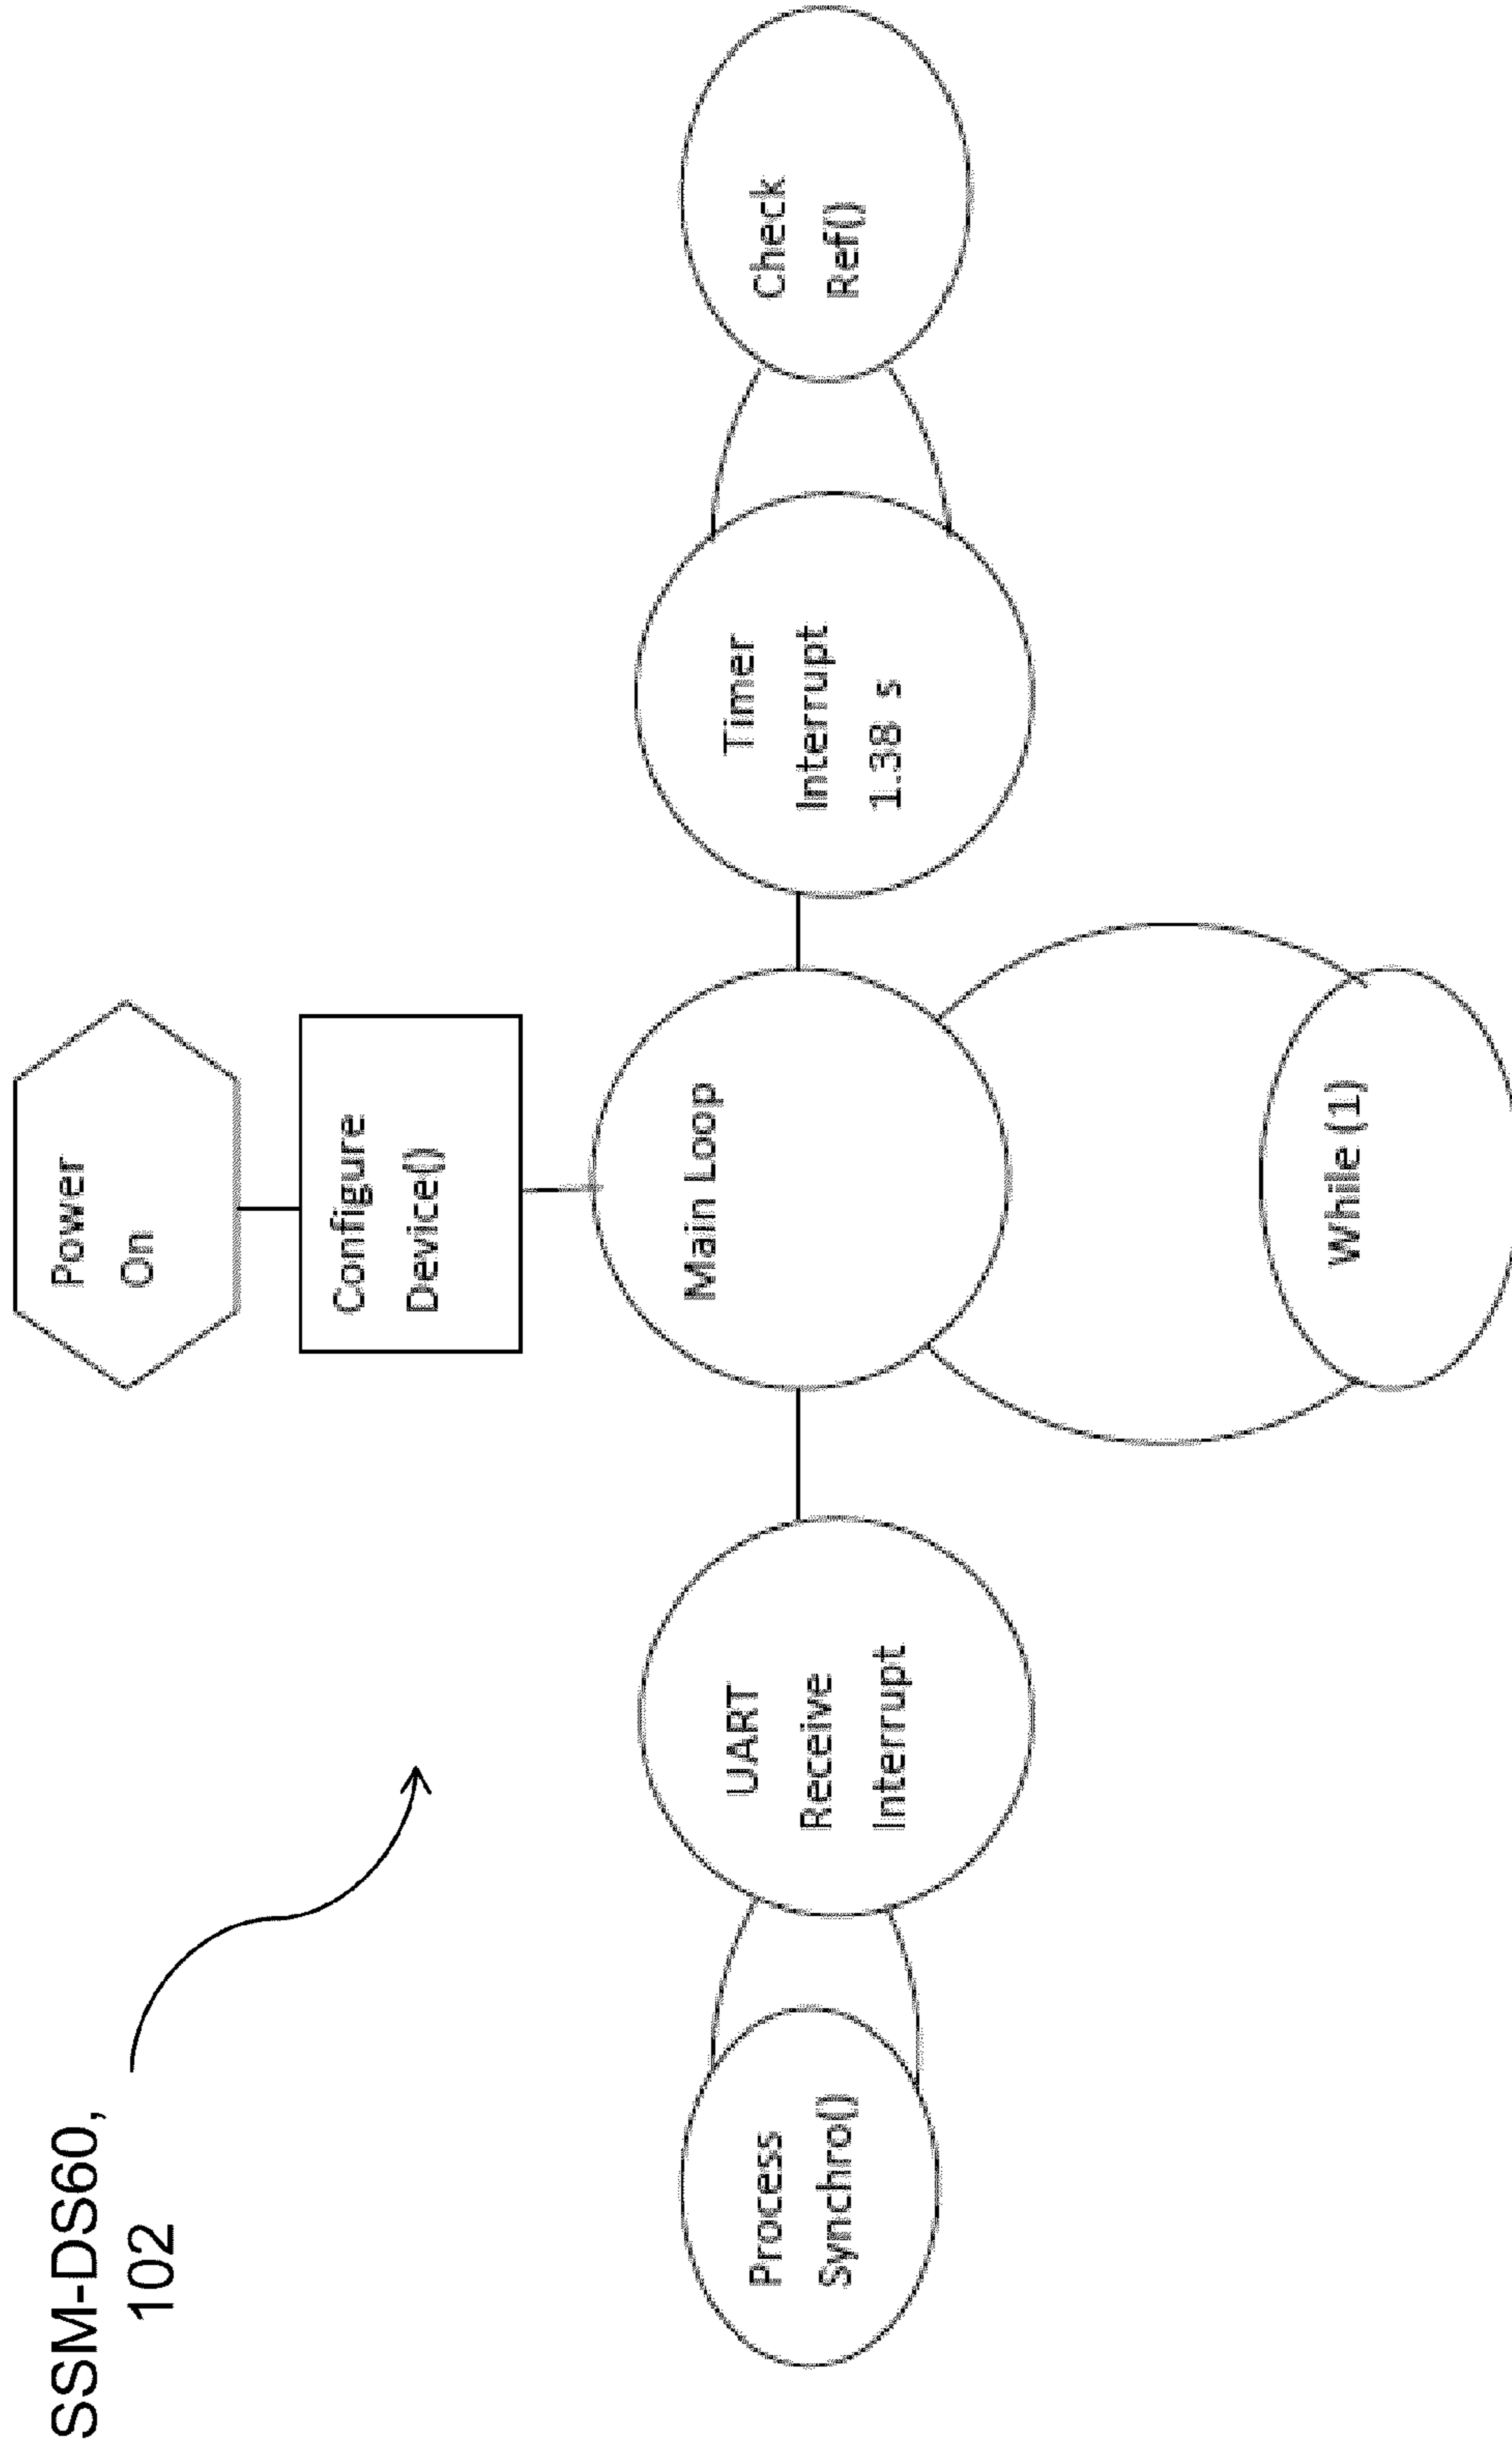 SSM-DS60,
102
Power
On
Configure
Device()
Main Loop
Process
Synchro()
UART
Receive
Interrupt
Timer
Interrupt
1.38 s
Check
Ref()
While (1)